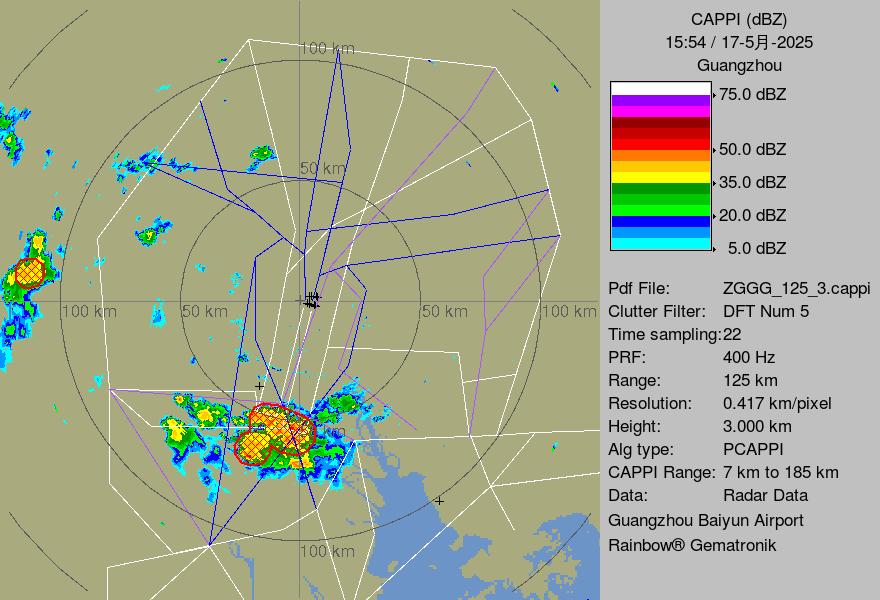 CAPPI (dBZ)
15:54 / 17-5月-2025
Guangzhou
75.0 dBZ
50.0 dBZ
35.0 dBZ
20.0 dBZ
5.0 dBZ
Pdf File: ZGGG_125_3.cappi
Clutter Filter: DFT Num 5
Time sampling:22
PRF: 400 Hz
Range: 125 km
Resolution: 0.417 km/pixel
Height: 3.000 km
Alg type: PCAPPI
CAPPI Range: 7 km to 185 km
Data: Radar Data
Guangzhou Baiyun Airport
Rainbow® Gematronik
100 km
50 km
100 km
50 km
50 km
100 km
km
100 km